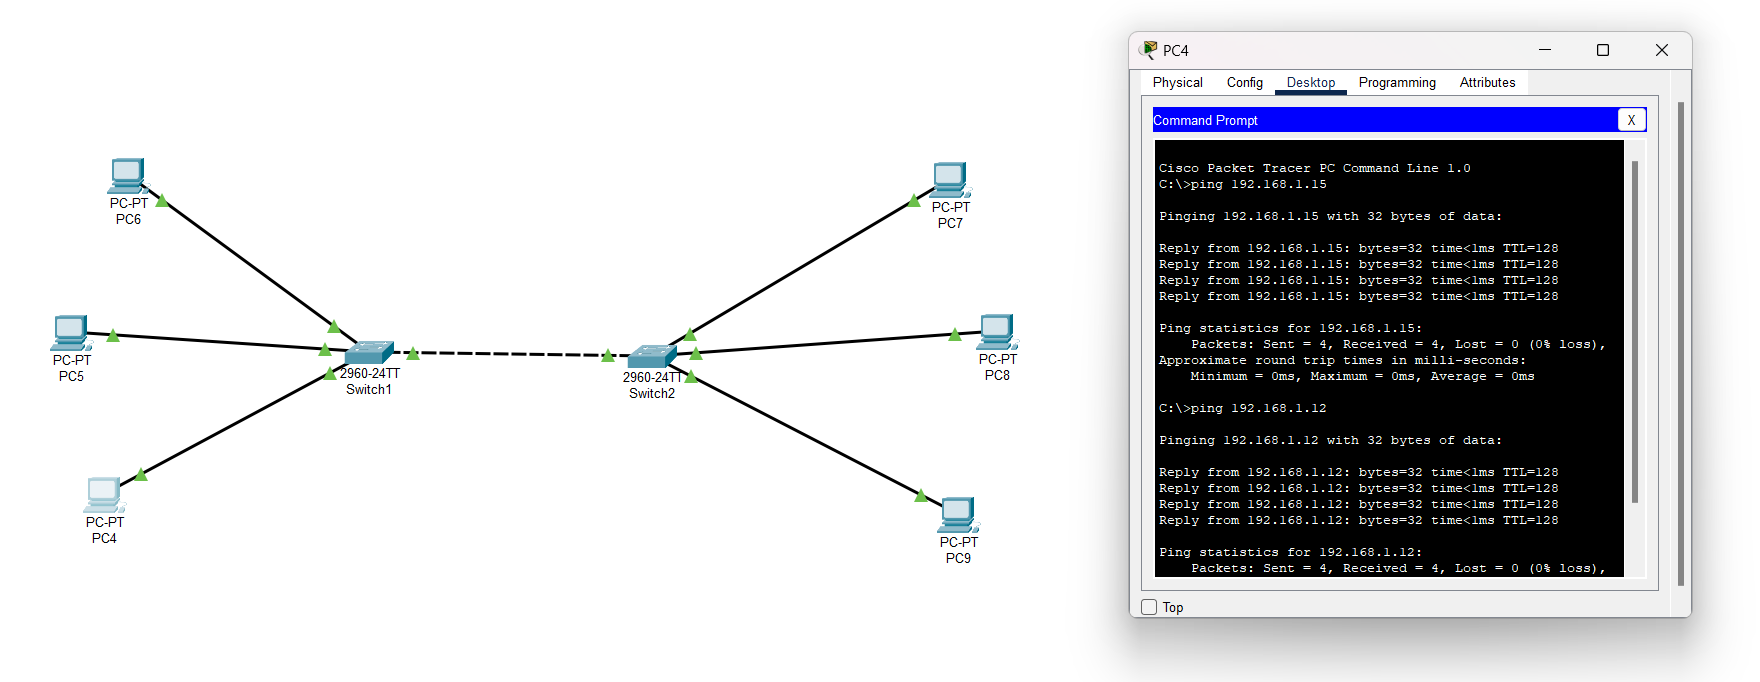 PC-PT
PC6
PC-PT
PC5
PC-PT
PC4
2960-24TT
Switch1
2960-24TT
Switch2
PC-PT
PC7
PC-PT
PC8
PC-PT
PC9
PC4
Physical Config Desktop Programming Attributes
Command Prompt X
Cisco Packet Tracer PC Command Line 1.0
C:\>ping 192.168.1.15
Pinging 192.168.1.15 with 32 bytes of data:
Reply from 192.168.1.15: bytes=32 time<1ms TTL=128
Reply from 192.168.1.15: bytes=32 time<1ms TTL=128
Reply from 192.168.1.15: bytes=32 time<1ms TTL=128
Reply from 192.168.1.15: bytes=32 time<1ms TTL=128
Ping statistics for 192.168.1.15:
Packets: Sent = 4, Received = 4, Lost = 0 (0% loss),
Approximate round trip times in milli-seconds:
Minimum = 0ms, Maximum = 0ms, Average = 0ms
C:\>ping 192.168.1.12
Pinging 192.168.1.12 with 32 bytes of data:
Reply from 192.168.1.12: bytes=32 time<1ms TTL=128
Reply from 192.168.1.12: bytes=32 time<1ms TTL=128
Reply from 192.168.1.12: bytes=32 time<1ms TTL=128
Reply from 192.168.1.12: bytes=32 time<1ms TTL=128
Ping statistics for 192.168.1.12:
Packets: Sent = 4, Received = 4, Lost = 0 (0% loss),
Top